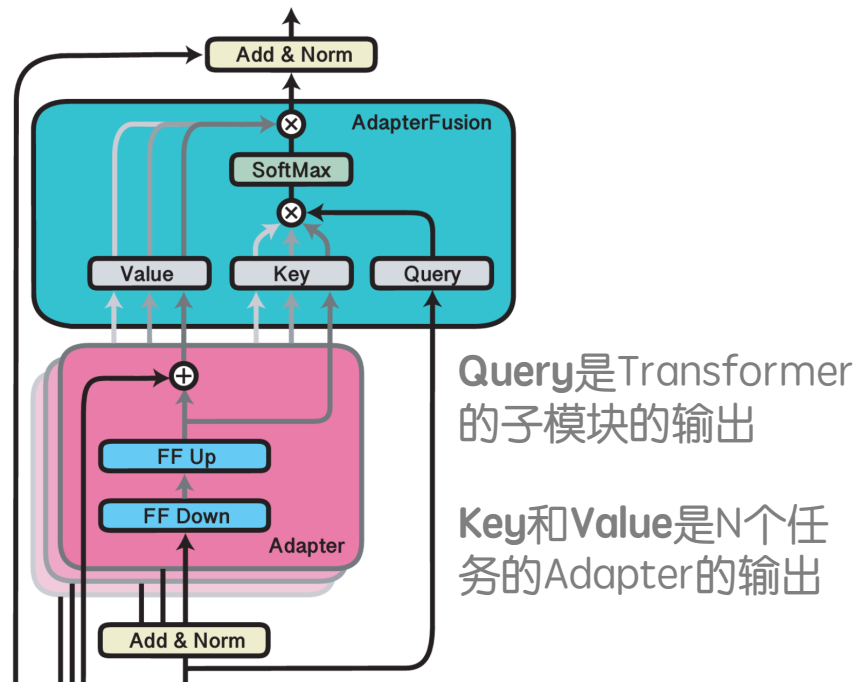 Add & Norm
AdapterFusion
SoftMax
Value
Key
Query
Query是Transformer
的子模块的输出
FF Up
FF Down
Key和Value是N个任
务的Adapter的输出
Adapter
Add & Norm